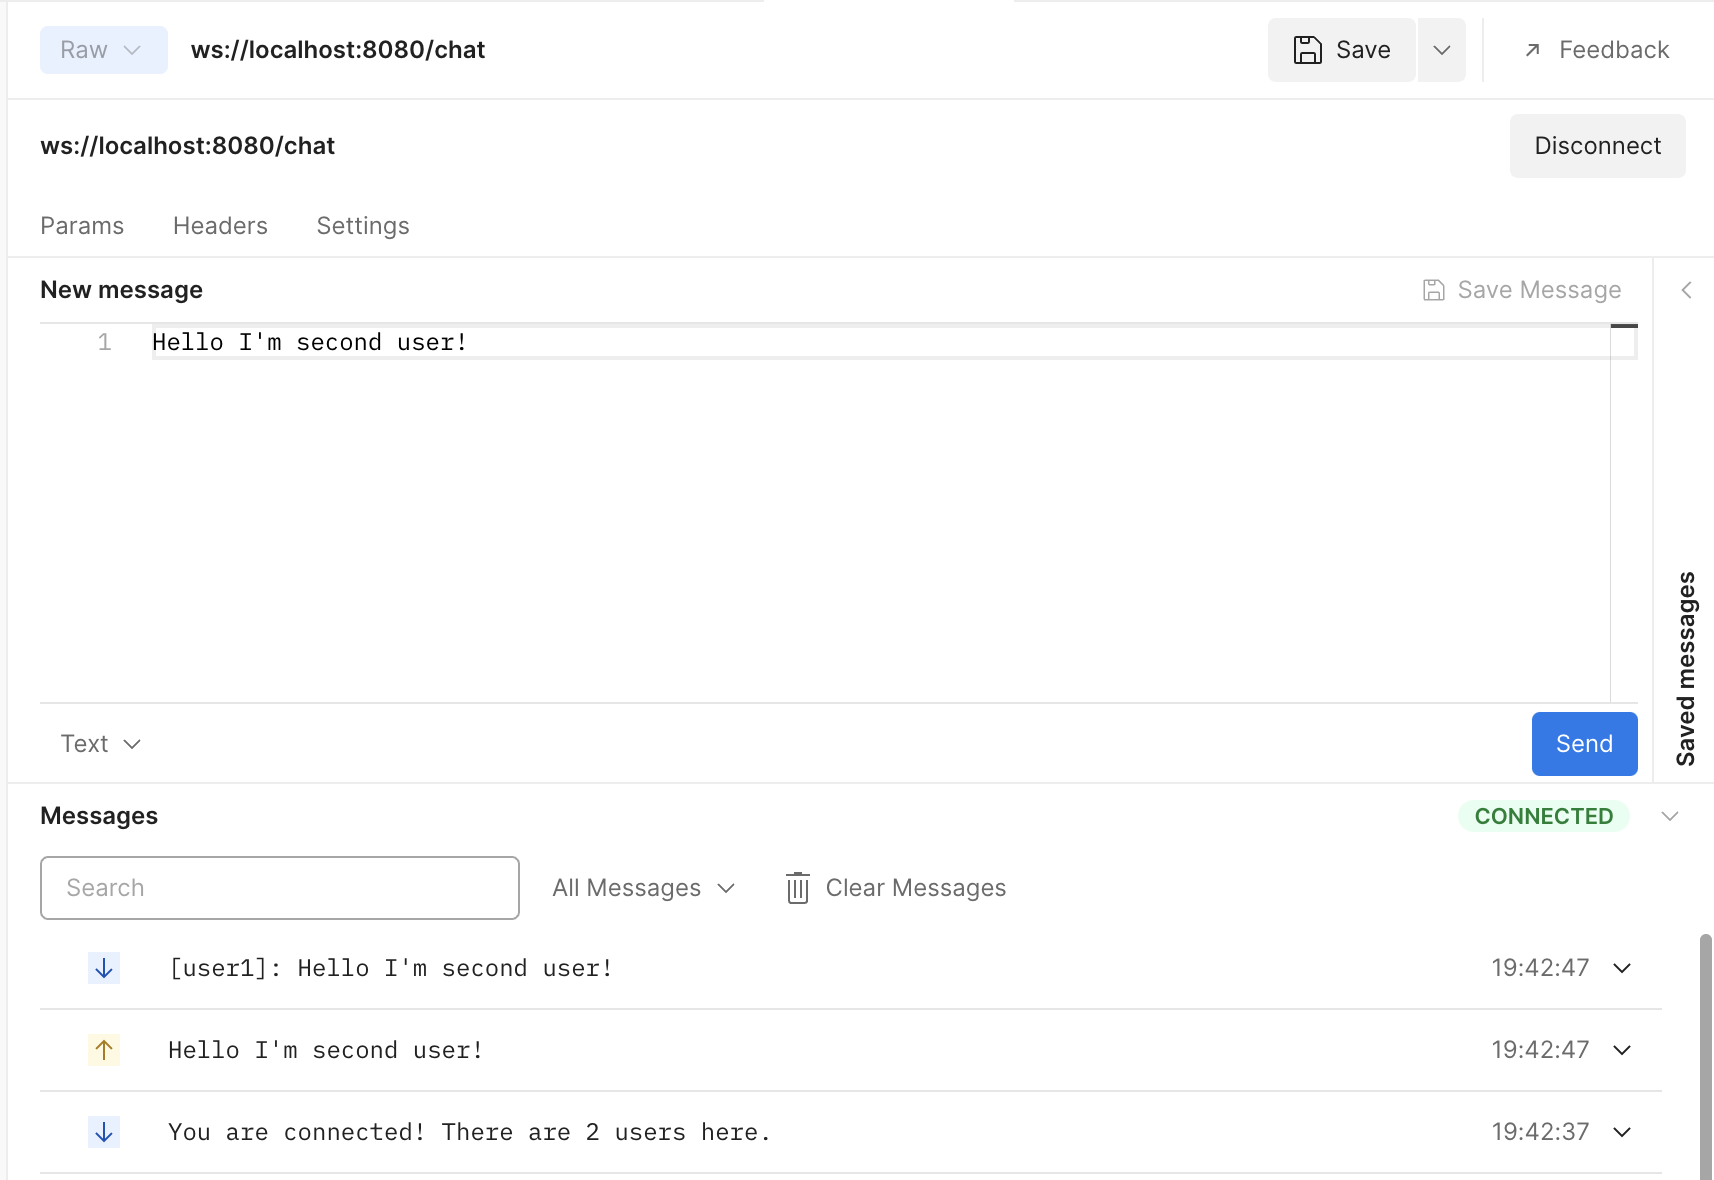 Raw ws://localhost:8080/chat Save Feedback
ws://localhost:8080/chat Disconnect
Params Headers Settings
New message Save Message
1 Hello I'm second user!
Saved messages
Text Send
Messages CONNECTED
Search All Messages Clear Messages
[user1]: Hello I'm second user! 19:42:47
Hello I'm second user! 19:42:47
You are connected! There are 2 users here. 19:42:37